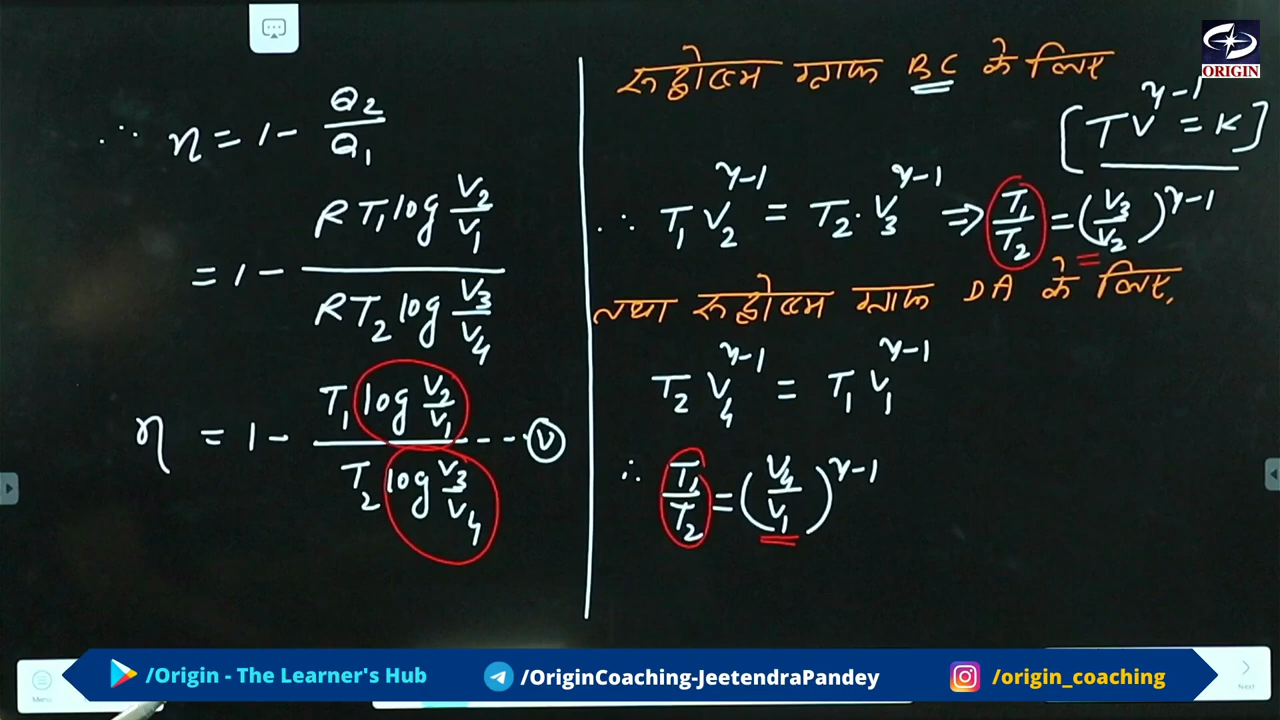 ∴ η = 1 - Q₂/Q₁
= 1 - (RT₁ log V₂/V₁)/(RT₂ log V₃/V₄)
η = 1 - (T₁ log V₂/V₁)/(T₂ log V₃/V₄) ---- (V)
रूद्धोष्म ग्राफ BC के लिए
[TV^γ-1 = K]
∴ T₁V₂^γ-1 = T₂.V₃^γ-1 ⇒ T₁/T₂ = (V₃/V₂)^γ-1
तथा रूद्धोष्म ग्राफ DA के लिए,
T₂V₄^γ-1 = T₁V₁^γ-1
∴ T₁/T₂ = (V₄/V₁)^γ-1
ORIGIN
Menu
Next
/Origin - The Learner's Hub
/OriginCoaching-JeetendraPandey
/origin_coaching